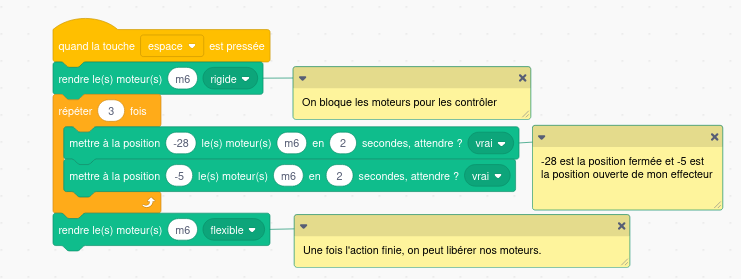 quand la touche espace est pressée
rendre le(s) moteur(s) m6 rigide
On bloque les moteurs pour les contrôler
répéter 3 fois
mettre à la position -28 le(s) moteur(s) m6 en 2 secondes, attendre ? vrai
-28 est la position fermée et -5 est
la position ouverte de mon effecteur
mettre à la position -5 le(s) moteur(s) m6 en 2 secondes, attendre ? vrai
rendre le(s) moteur(s) m6 flexible
Une fois l'action finie, on peut libérer nos moteurs.